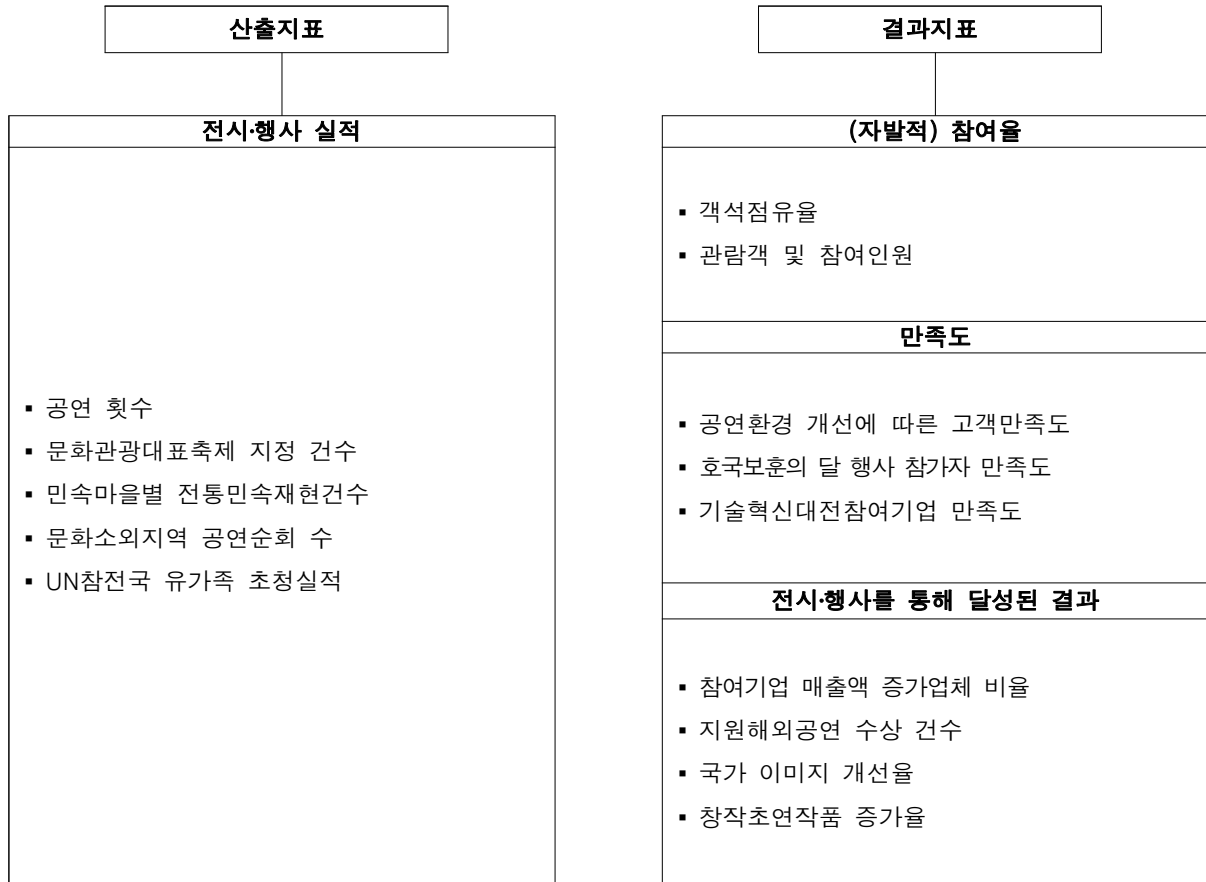 산출지표
전시·행사 실적
▪ 공연 횟수
▪ 문화관광대표축제 지정 건수
▪ 민속마을별 전통민속재현건수
▪ 문화소외지역 공연순회 수
▪ UN참전국 유가족 초청실적
결과지표
(자발적) 참여율
▪ 객석점유율
▪ 관람객 및 참여인원
만족도
▪ 공연환경 개선에 따른 고객만족도
▪ 호국보훈의 달 행사 참가자 만족도
▪ 기술혁신대전참여기업 만족도
전시·행사를 통해 달성된 결과
▪ 참여기업 매출액 증가업체 비율
▪ 지원해외공연 수상 건수
▪ 국가 이미지 개선율
▪ 창작초연작품 증가율